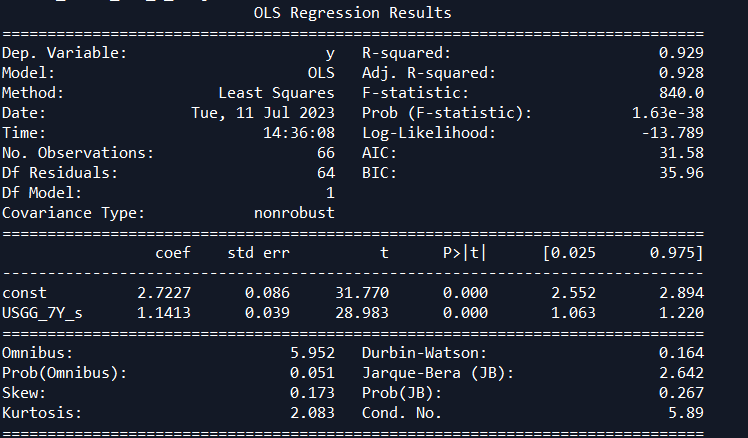 OLS Regression Results
==============================================================================
Dep. Variable:                      y   R-squared:                       0.929
Model:                            OLS   Adj. R-squared:                  0.928
Method:                 Least Squares   F-statistic:                     840.0
Date:                Tue, 11 Jul 2023   Prob (F-statistic):           1.63e-38
Time:                        14:36:08   Log-Likelihood:                -13.789
No. Observations:                  66   AIC:                             31.58
Df Residuals:                      64   BIC:                             35.96
Df Model:                           1
Covariance Type:            nonrobust
==============================================================================
                 coef    std err          t      P>|t|      [0.025      0.975]
------------------------------------------------------------------------------
const          2.7227      0.086     31.770      0.000       2.552       2.894
USGG_7Y_s      1.1413      0.039     28.983      0.000       1.063       1.220
==============================================================================
Omnibus:                        5.952   Durbin-Watson:                   0.164
Prob(Omnibus):                  0.051   Jarque-Bera (JB):                2.642
Skew:                           0.173   Prob(JB):                        0.267
Kurtosis:                       2.083   Cond. No.                         5.89
==============================================================================